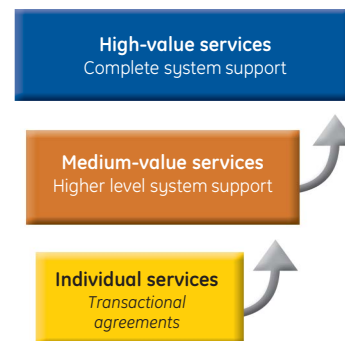 High-value services
Complete system support
Medium-value services
Higher level system support
Individual services
Transactional
agreements